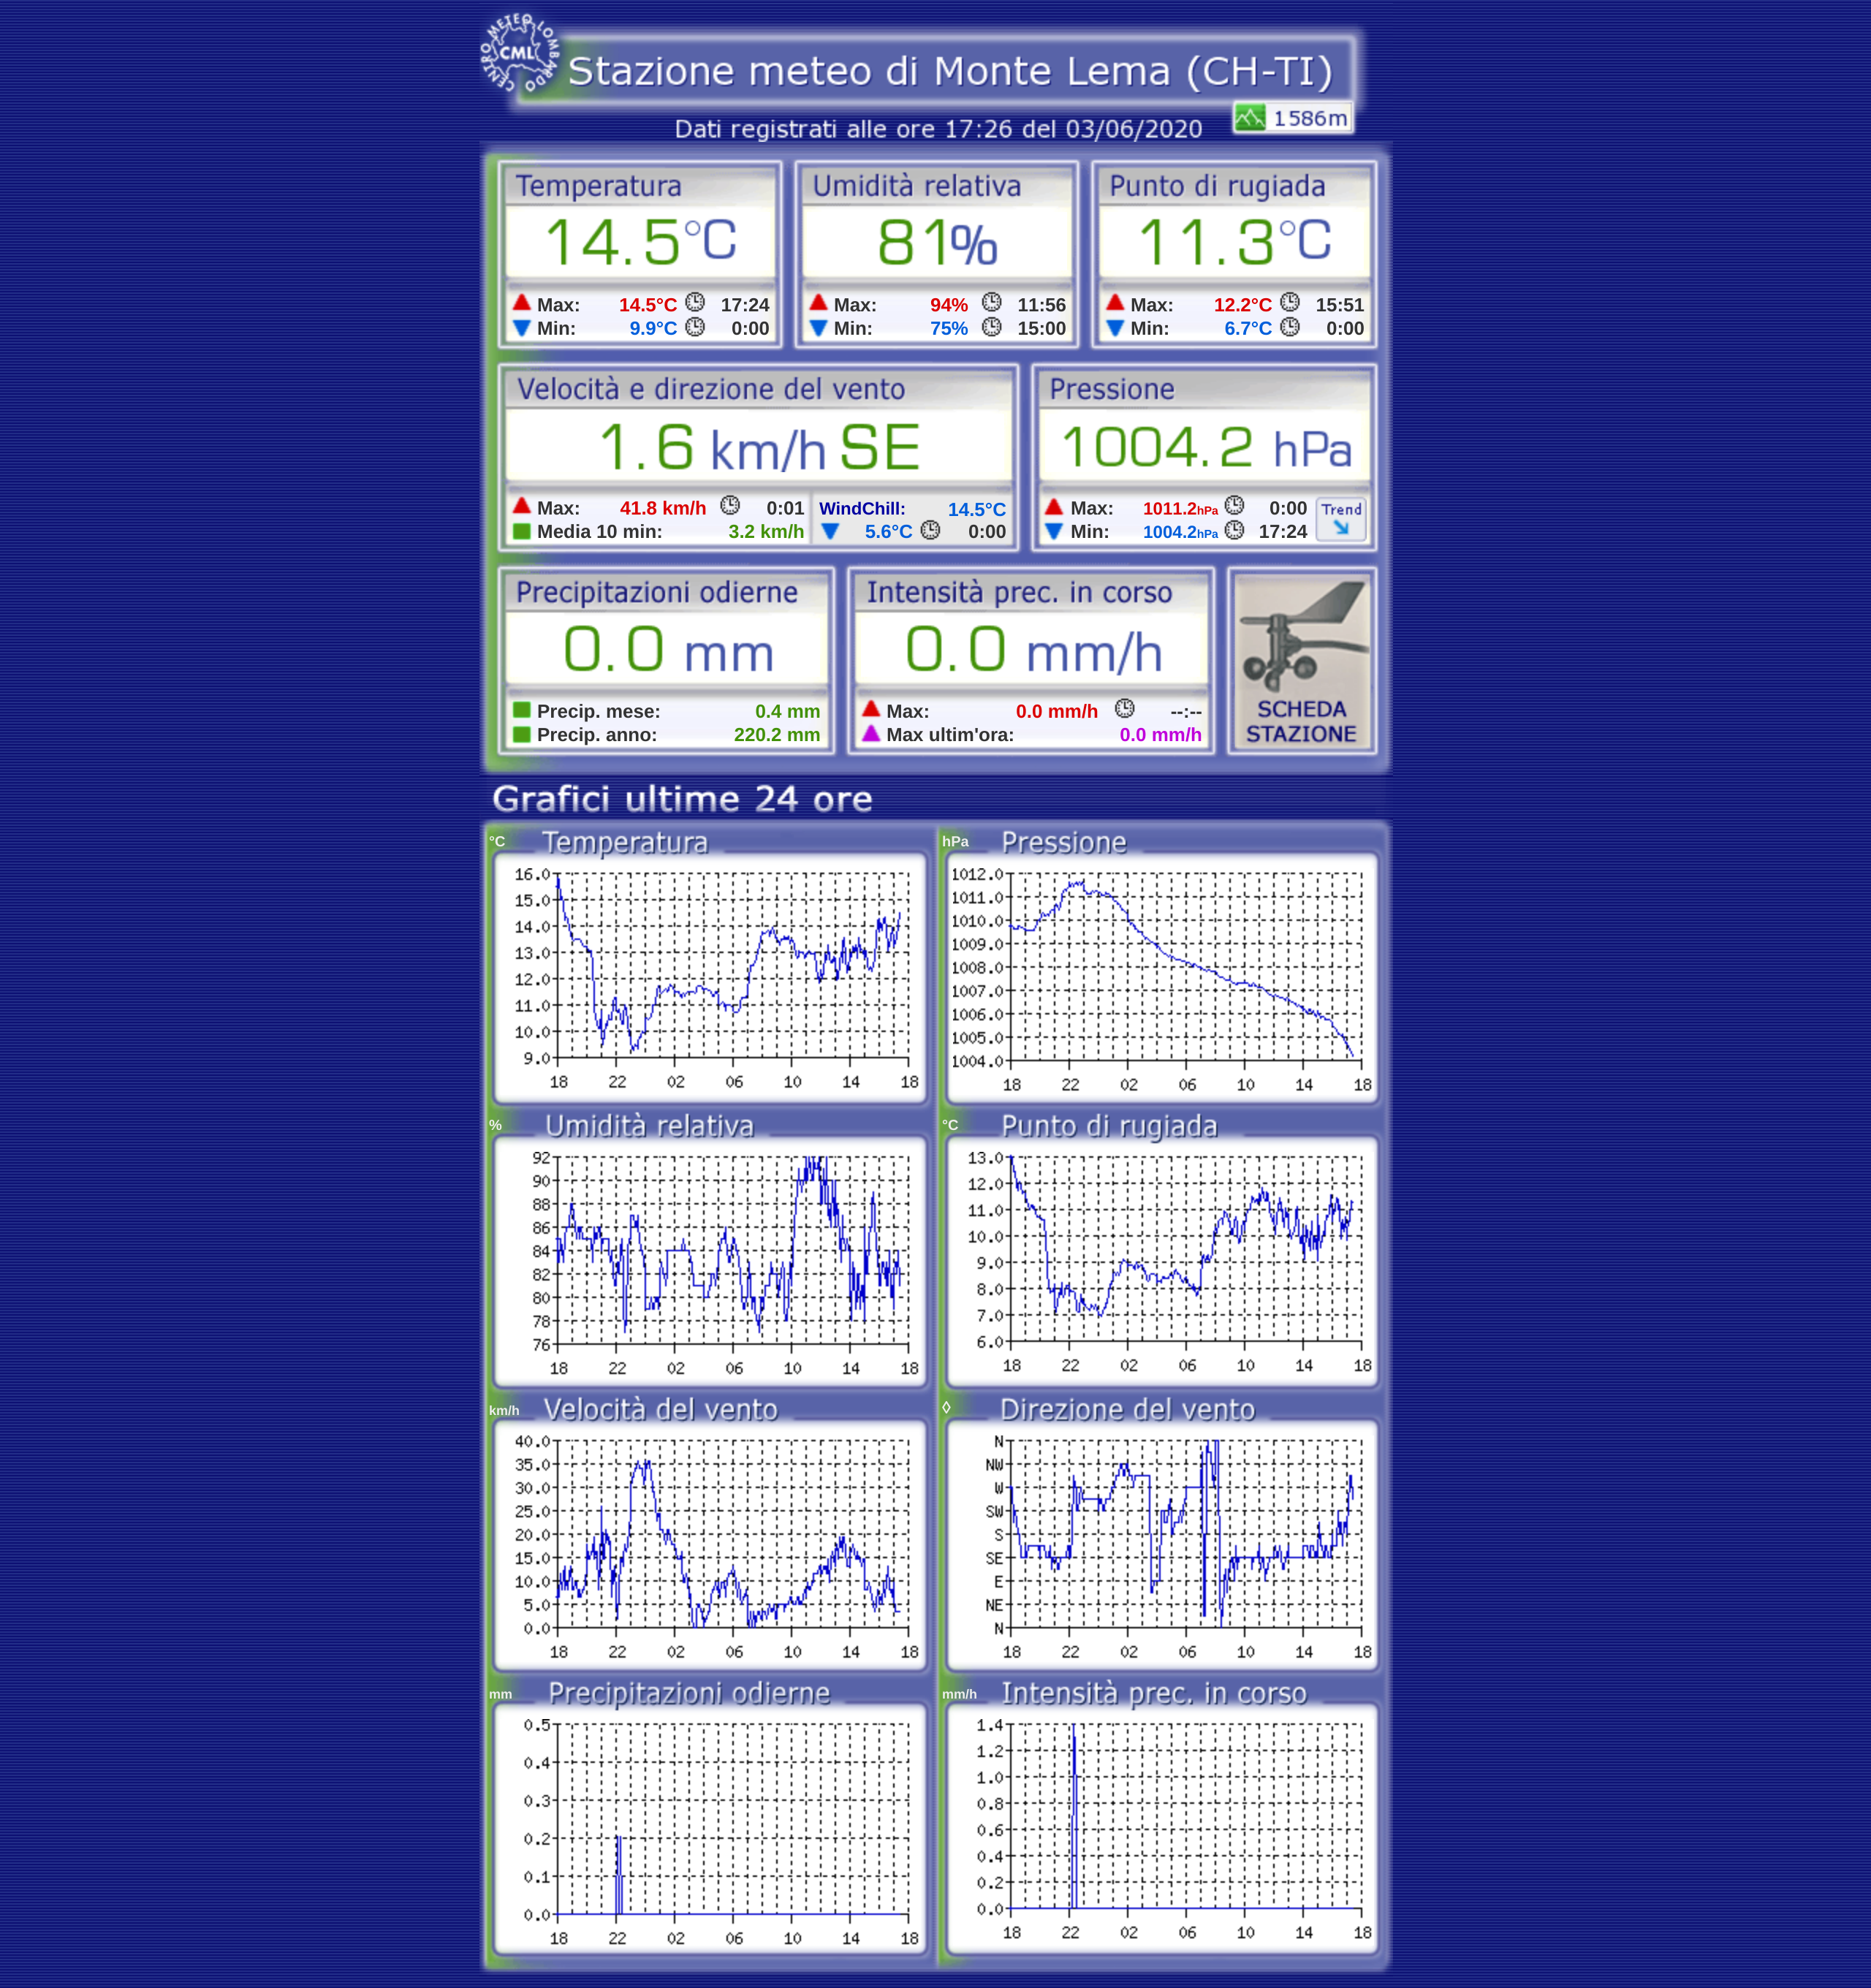 CENTRO METEO LOMBARDO
CML
Stazione meteo di Monte Lema (CH-TI)
1586m
Dati registrati alle ore 17:26 del 03/06/2020
Temperatura
14.5°C
Max: 14.5°C 17:24
Min: 9.9°C 0:00
Umidità relativa
81%
Max: 94% 11:56
Min: 75% 15:00
Punto di rugiada
11.3°C
Max: 12.2°C 15:51
Min: 6.7°C 0:00
Velocità e direzione del vento
1.6 km/h SE
Max: 41.8 km/h 0:01
Media 10 min: 3.2 km/h
WindChill: 14.5°C
5.6°C 0:00
Pressione
1004.2 hPa
Max: 1011.2hPa 0:00
Min: 1004.2hPa 17:24
Trend
Precipitazioni odierne
0.0 mm
Precip. mese: 0.4 mm
Precip. anno: 220.2 mm
Intensità prec. in corso
0.0 mm/h
Max: 0.0 mm/h --:--
Max ultim'ora: 0.0 mm/h
SCHEDA
STAZIONE
Grafici ultime 24 ore
°C Temperatura
16.0
15.0
14.0
13.0
12.0
11.0
10.0
9.0
18 22 02 06 10 14 18
hPa Pressione
1012.0
1011.0
1010.0
1009.0
1008.0
1007.0
1006.0
1005.0
1004.0
18 22 02 06 10 14 18
% Umidità relativa
92
90
88
86
84
82
80
78
76
18 22 02 06 10 14 18
°C Punto di rugiada
13.0
12.0
11.0
10.0
9.0
8.0
7.0
6.0
18 22 02 06 10 14 18
km/h Velocità del vento
40.0
35.0
30.0
25.0
20.0
15.0
10.0
5.0
0.0
18 22 02 06 10 14 18
◊ Direzione del vento
N
NW
W
SW
S
SE
E
NE
N
18 22 02 06 10 14 18
mm Precipitazioni odierne
0.5
0.4
0.3
0.2
0.1
0.0
18 22 02 06 10 14 18
mm/h Intensità prec. in corso
1.4
1.2
1.0
0.8
0.6
0.4
0.2
0.0
18 22 02 06 10 14 18